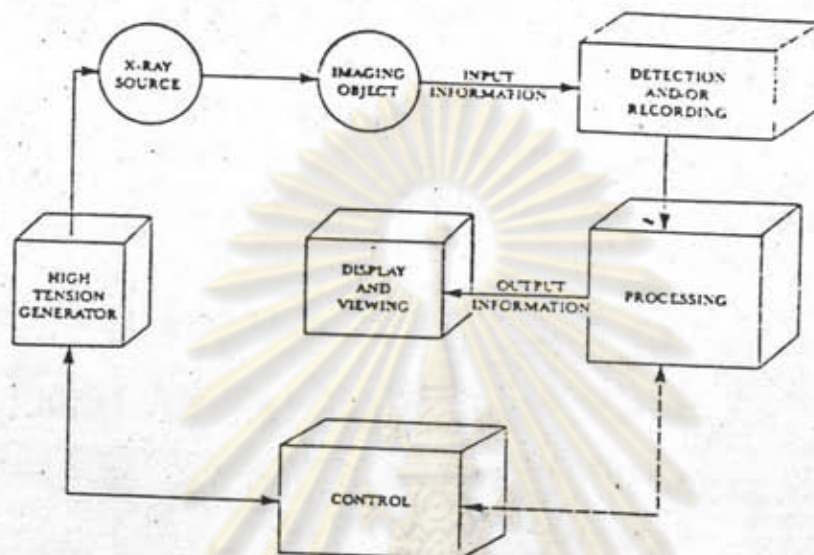 X-RAY
SOURCE
IMAGING
OBJECT
INPUT
INFORMATION
DETECTION
AND/OR
RECORDING
HIGH
TENSION
GENERATOR
DISPLAY
AND
VIEWING
OUTPUT
INFORMATION
PROCESSING
CONTROL